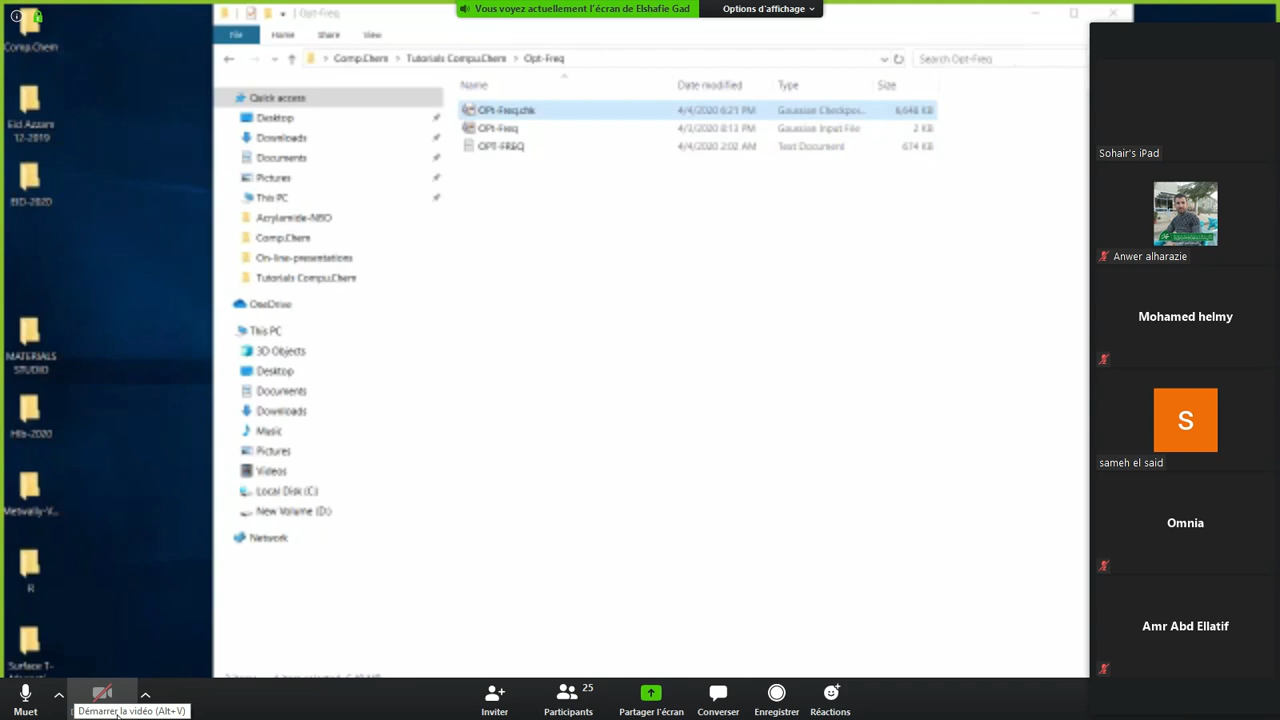 Vous voyez actuellement l'écran de Elshafie Gad
Options d'affichage
Comp.Chem
Eid Azzam
12-2019
EID-2020
MATERIALS
STUDIO
Hib-2020
Metwally-V...
R
Surface T-
Opt-Freq
File
Home
Share
View
Comp.Chem
Tutorials Compu.Chem
Opt-Freq
Search Opt-Freq
Name
Date modified
Type
Size
OPt-Freq.chk
4/4/2020 6:21 PM
Gaussian Checkpoi...
6,648 KB
OPt-Freq
4/3/2020 8:13 PM
Gaussian Input File
2 KB
OPT-FREQ
4/4/2020 2:02 AM
Text Document
674 KB
Quick access
Desktop
Downloads
Documents
Pictures
This PC
Acrylamide-NBO
Comp.Chem
On-line-presentations
Tutorials Compu.Chem
OneDrive
This PC
3D Objects
Desktop
Documents
Downloads
Music
Pictures
Videos
Local Disk (C:)
New Volume (D:)
Network
Sohair's iPad
Anwer alharazie
Mohamed helmy
S
sameh el said
Omnia
Amr Abd Ellatif
Muet
Démarrer la vidéo (Alt+V)
Inviter
25
Participants
Partager l'écran
Converser
Enregistrer
Réactions